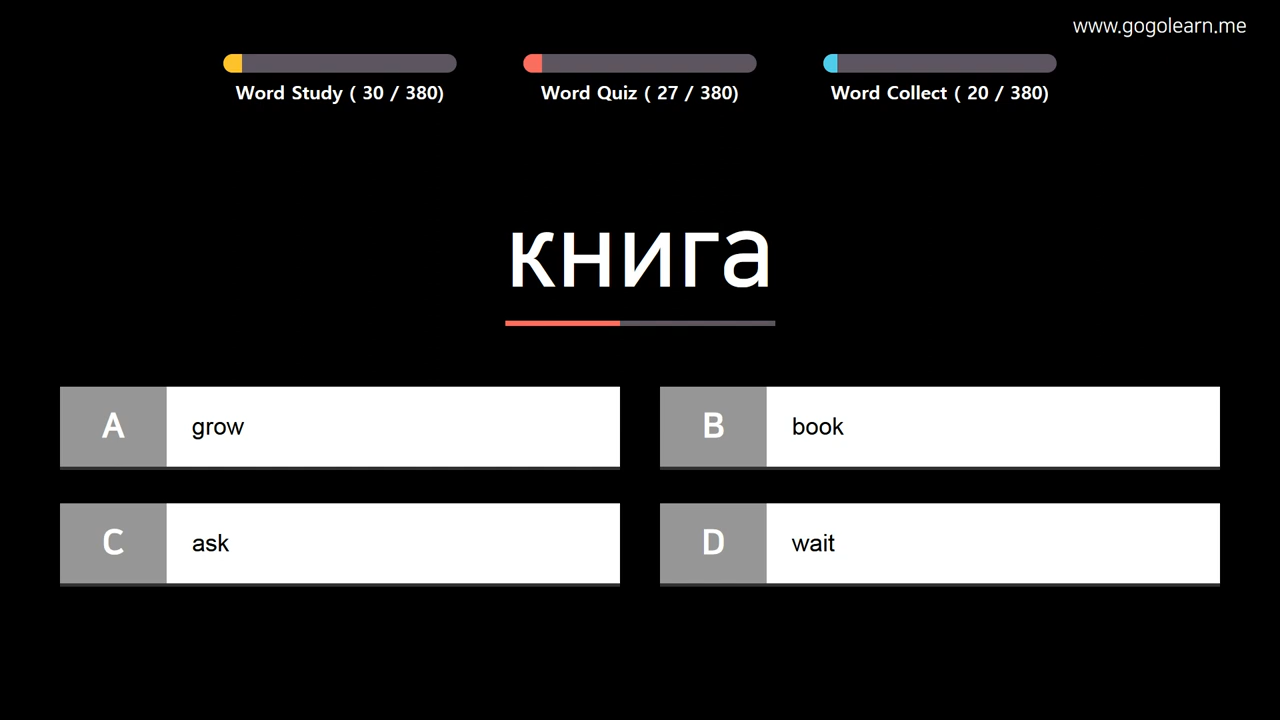 www.gogolearn.me
Word Study ( 30 / 380)
Word Quiz ( 27 / 380)
Word Collect ( 20 / 380)
книга
A grow
B book
C ask
D wait